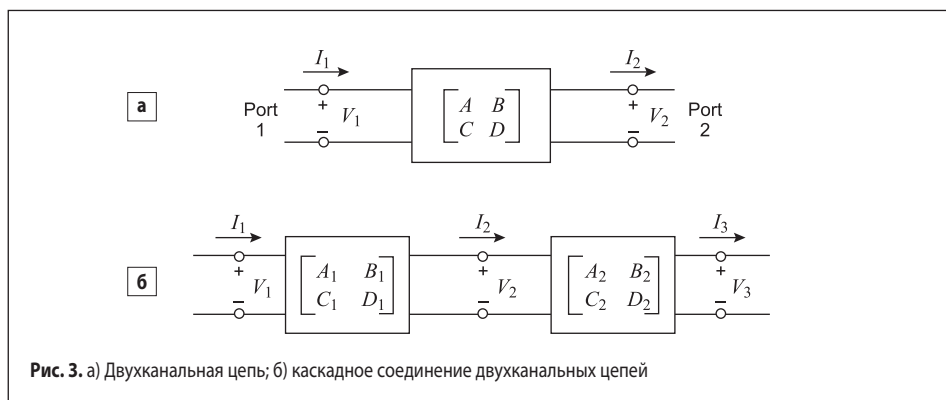 I1 I2
а
Port 1
+
V1
−
A B
C D
+
V2
−
Port 2
I1 I2 I3
б
+
V1
−
A1 B1
C1 D1
+
V2
−
A2 B2
C2 D2
+
V3
−
Рис. 3. а) Двухканальная цепь; б) каскадное соединение двухканальных цепей